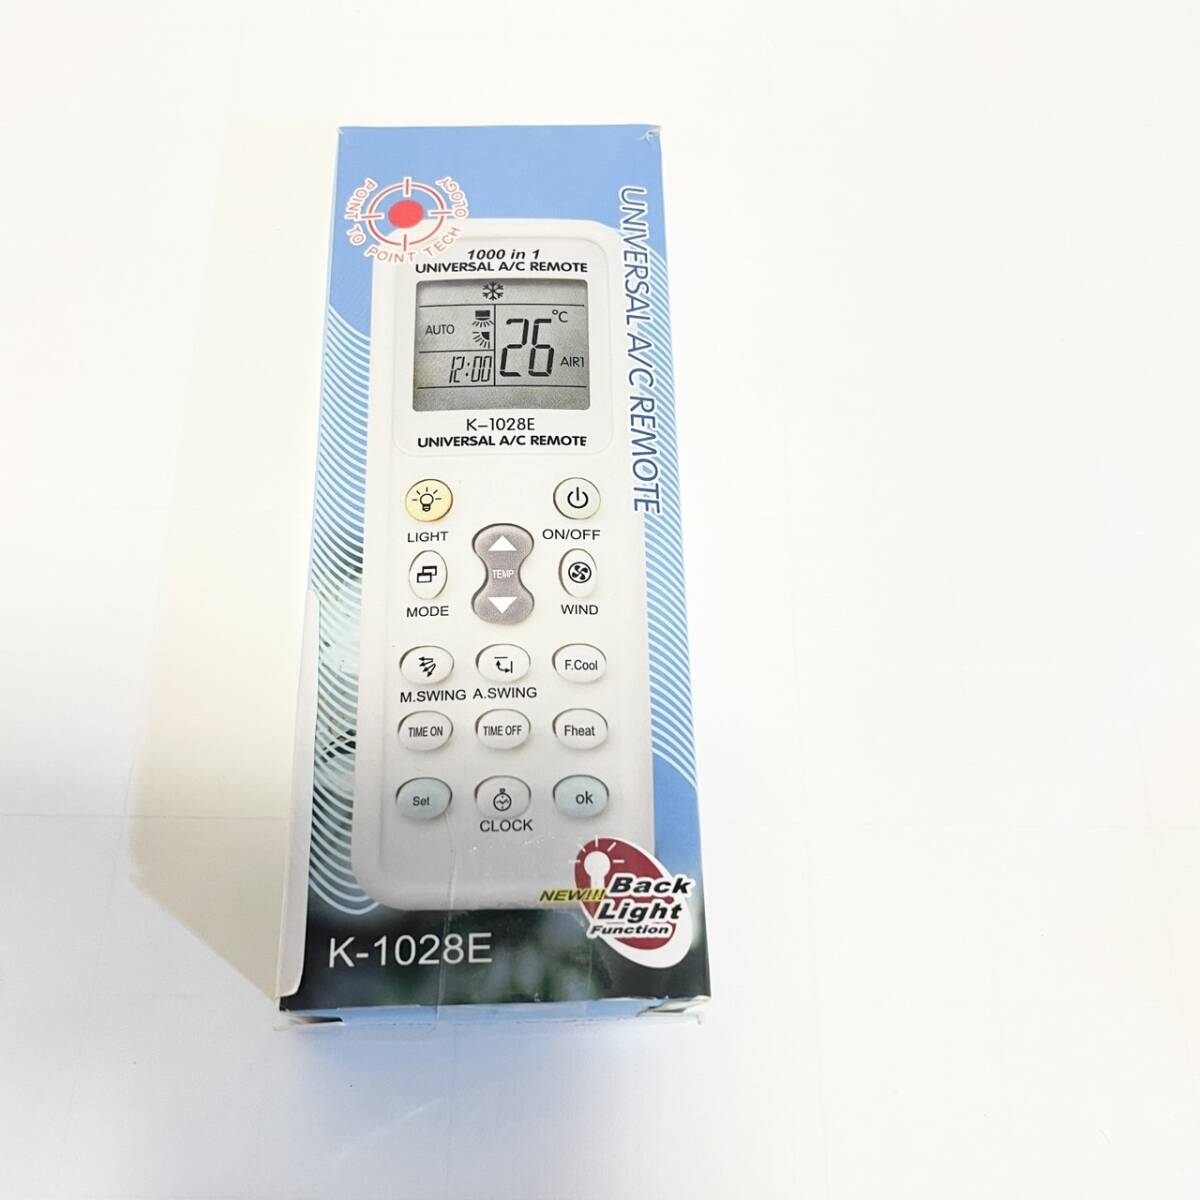 POINT TO POINT TECHOLOGY
UNIVERSAL A/C REMOTE
1000 in 1
UNIVERSAL A/C REMOTE
AUTO
26
°C
12:00
AIR1
K-1028E
UNIVERSAL A/C REMOTE
LIGHT
ON/OFF
TEMP
MODE
WIND
F.Cool
M.SWING A.SWING
TIME ON
TIME OFF
Fheat
Set
ok
CLOCK
NEW!!! Back
Light
Function
K-1028E